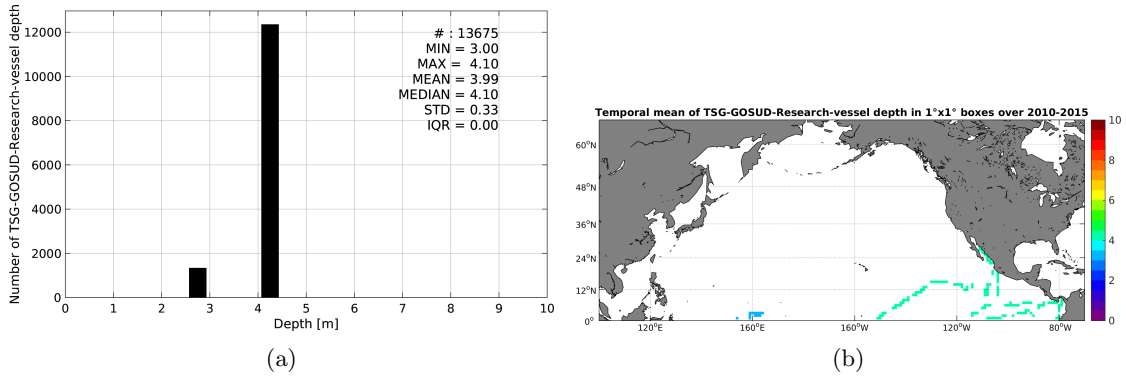 Number of TSG-GOSUD-Research-vessel depth
12000
10000
8000
6000
4000
2000
0
# : 13675
MIN = 3.00
MAX = 4.10
MEAN = 3.99
MEDIAN = 4.10
STD = 0.33
IQR = 0.00
0 1 2 3 4 5 6 7 8 9 10
Depth [m]
(a)
Temporal mean of TSG-GOSUD-Research-vessel depth in 1°x1° boxes over 2010-2015
60°N
48°N
36°N
24°N
12°N
0°
120°E 160°E 160°W 120°W 80°W
10
8
6
4
2
0
(b)